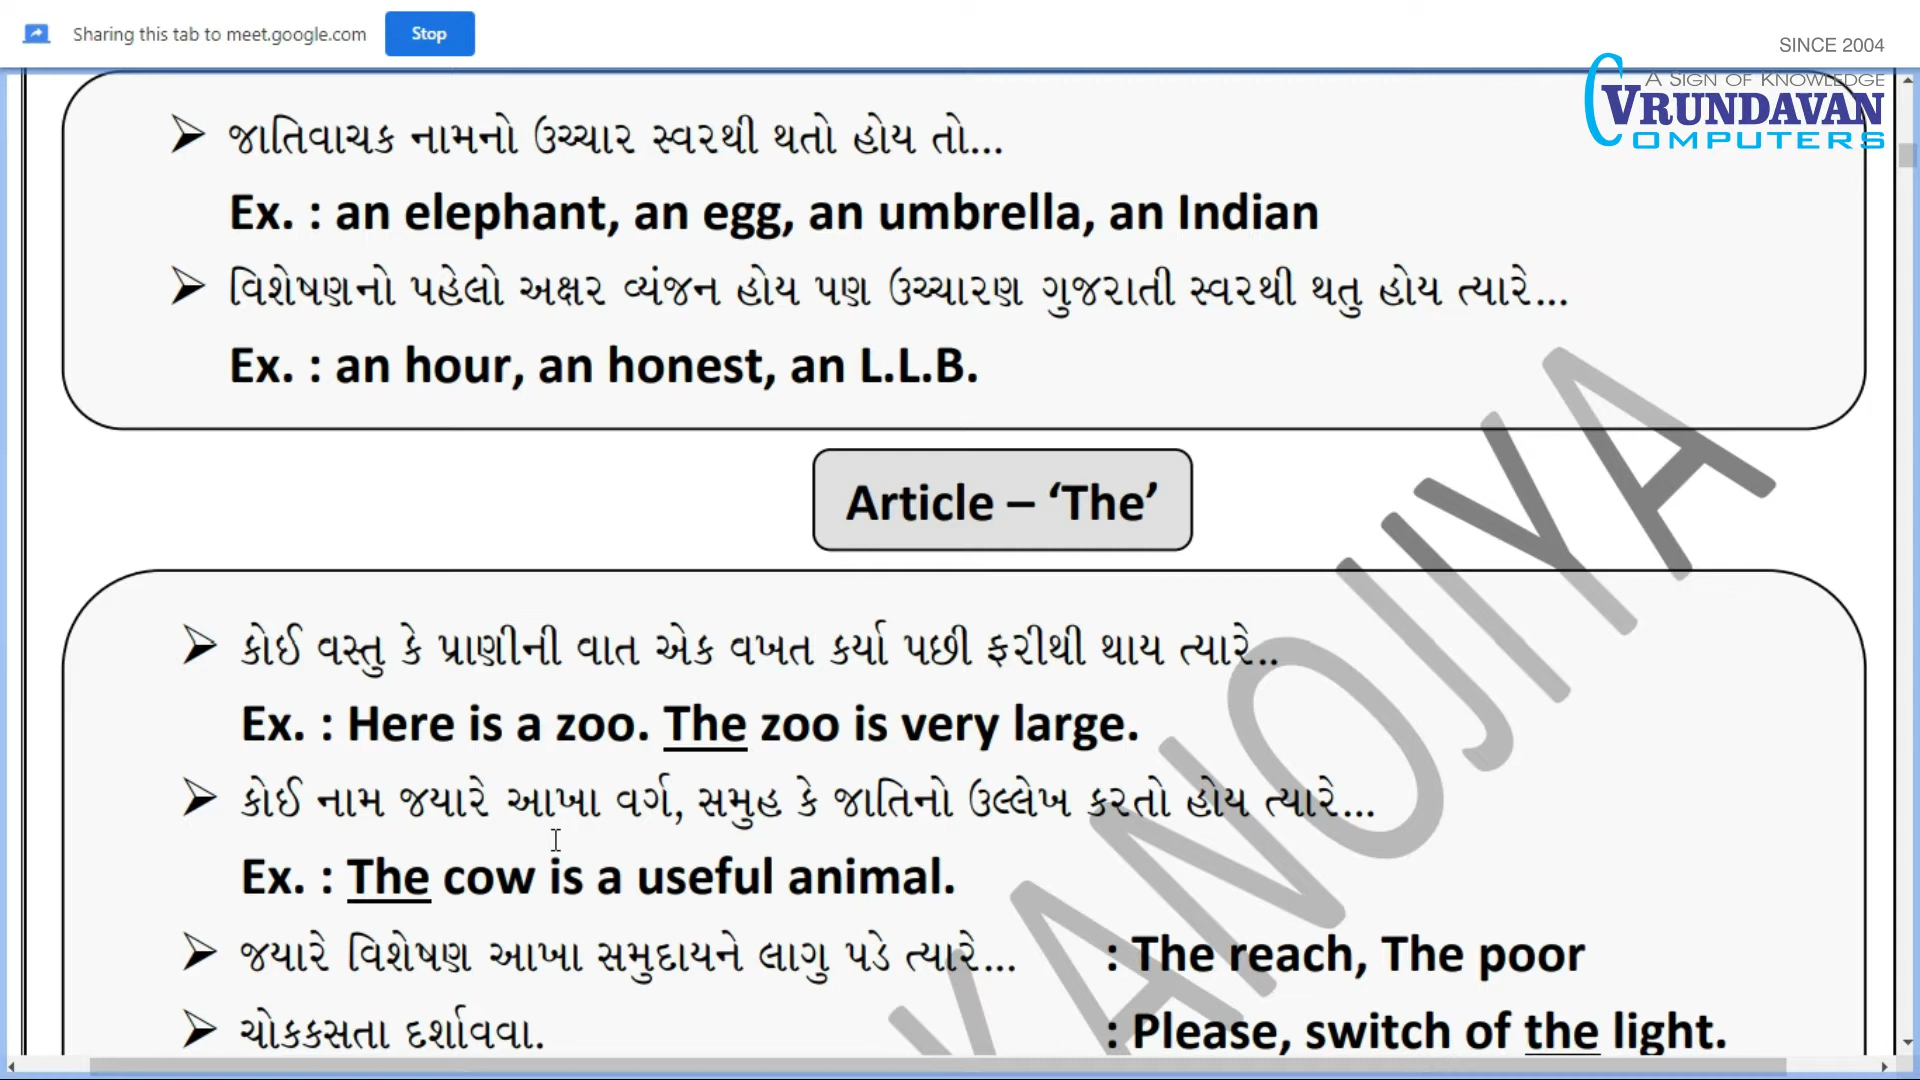 Sharing this tab to meet.google.com
Stop
SINCE 2004
A SIGN OF KNOWLEDGE
VRUNDAVAN
COMPUTERS
➢ જાતિવાચક નામનો ઉચ્ચાર સ્વરથી થતો હોય તો...
Ex. : an elephant, an egg, an umbrella, an Indian
➢ વિશેષણનો પહેલો અક્ષર વ્યંજન હોય પણ ઉચ્ચારણ ગુજરાતી સ્વરથી થતુ હોય ત્યારે...
Ex. : an hour, an honest, an L.L.B.
Article – ‘The’
➢ કોઈ વસ્તુ કે પ્રાણીની વાત એક વખત કર્યા પછી ફરીથી થાય ત્યારે..
Ex. : Here is a zoo. The zoo is very large.
➢ કોઈ નામ જયારે આખા વર્ગ, સમુહ કે જાતિનો ઉલ્લેખ કરતો હોય ત્યારે...
Ex. : The cow is a useful animal.
➢ જયારે વિશેષણ આખા સમુદાયને લાગુ પડે ત્યારે... : The reach, The poor
➢ ચોકકસતા દર્શાવવા. : Please, switch of the light.
KANOJIYA